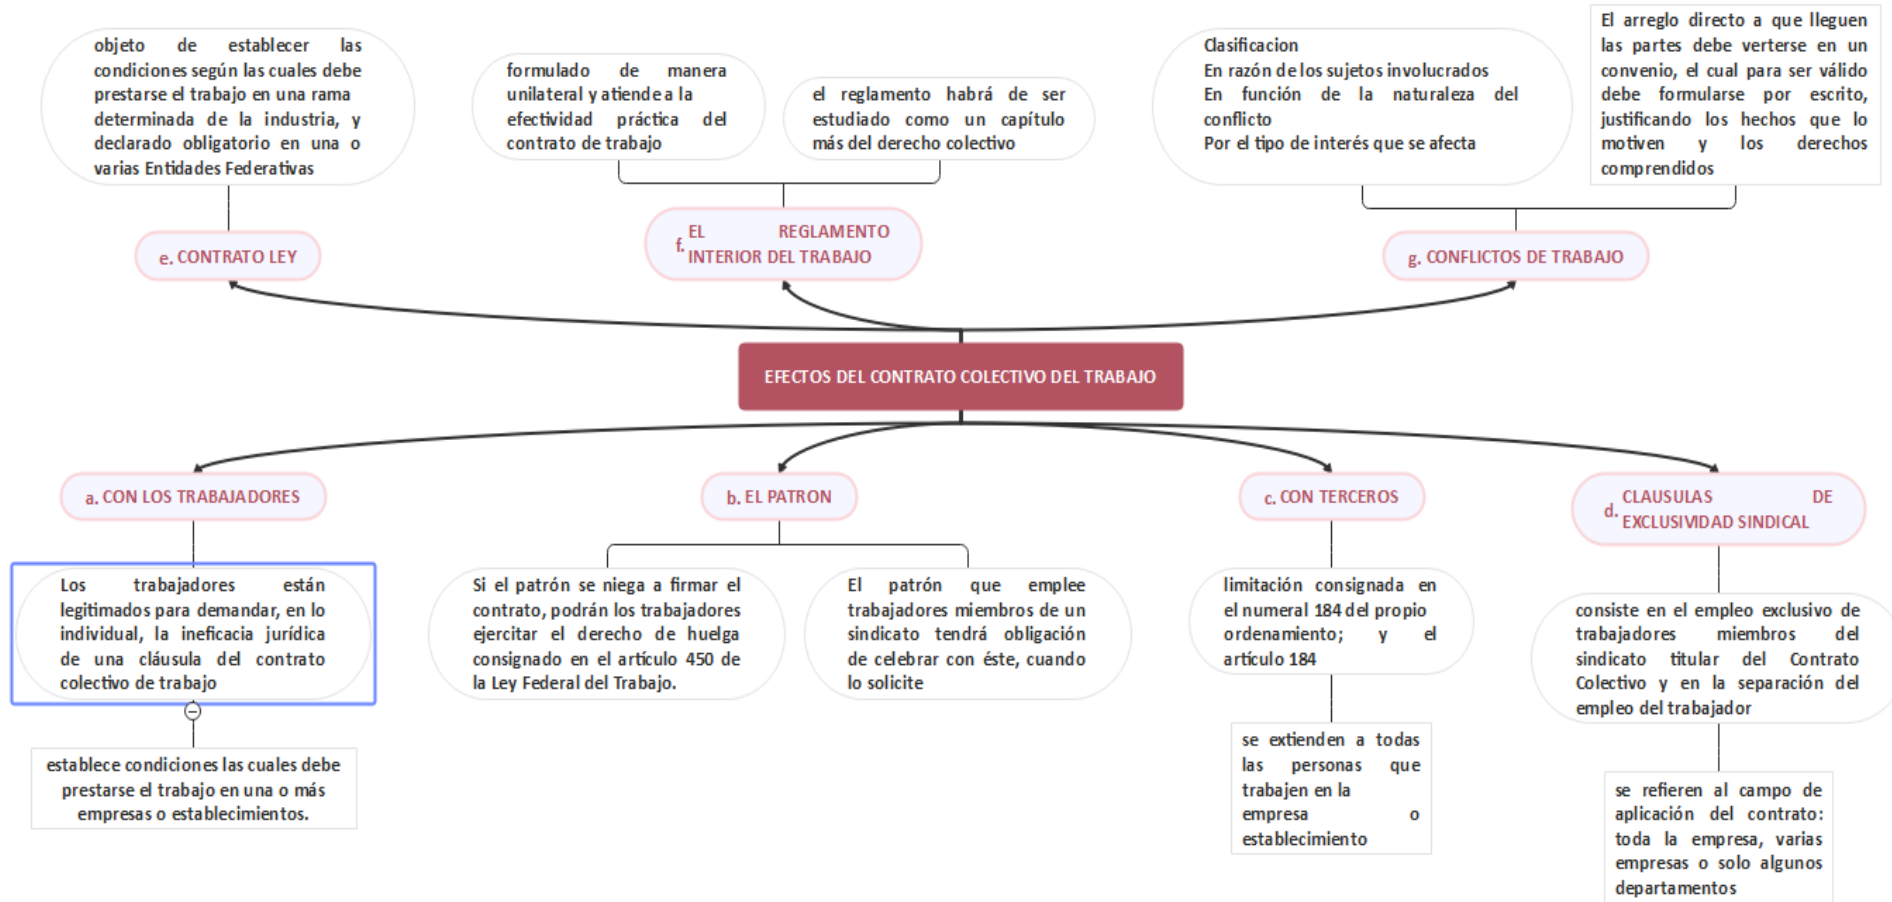 objeto de establecer las
condiciones según las cuales debe
prestarse el trabajo en una rama
determinada de la industria, y
declarado obligatorio en una o
varias Entidades Federativas
formulado de manera
unilateral y atiende a la
efectividad práctica del
contrato de trabajo
el reglamento habrá de ser
estudiado como un capítulo
más del derecho colectivo
Clasificacion
En razón de los sujetos involucrados
En función de la naturaleza del
conflicto
Por el tipo de interés que se afecta
El arreglo directo a que lleguen
las partes debe verterse en un
convenio, el cual para ser válido
debe formularse por escrito,
justificando los hechos que lo
motiven y los derechos
comprendidos
e. CONTRATO LEY
f. EL REGLAMENTO
INTERIOR DEL TRABAJO
g. CONFLICTOS DE TRABAJO
EFECTOS DEL CONTRATO COLECTIVO DEL TRABAJO
a. CON LOS TRABAJADORES
b. EL PATRON
c. CON TERCEROS
d. CLAUSULAS DE
EXCLUSIVIDAD SINDICAL
Los trabajadores están
legitimados para demandar, en lo
individual, la ineficacia jurídica
de una cláusula del contrato
colectivo de trabajo
establece condiciones las cuales debe
prestarse el trabajo en una o más
empresas o establecimientos.
Si el patrón se niega a firmar el
contrato, podrán los trabajadores
ejercitar el derecho de huelga
consignado en el artículo 450 de
la Ley Federal del Trabajo.
El patrón que emplee
trabajadores miembros de un
sindicato tendrá obligación
de celebrar con éste, cuando
lo solicite
limitación consignada en
el numeral 184 del propio
ordenamiento; y el
artículo 184
se extienden a todas
las personas que
trabajen en la
empresa o
establecimiento
consiste en el empleo exclusivo de
trabajadores miembros del
sindicato titular del Contrato
Colectivo y en la separación del
empleo del trabajador
se refieren al campo de
aplicación del contrato:
toda la empresa, varias
empresas o solo algunos
departamentos